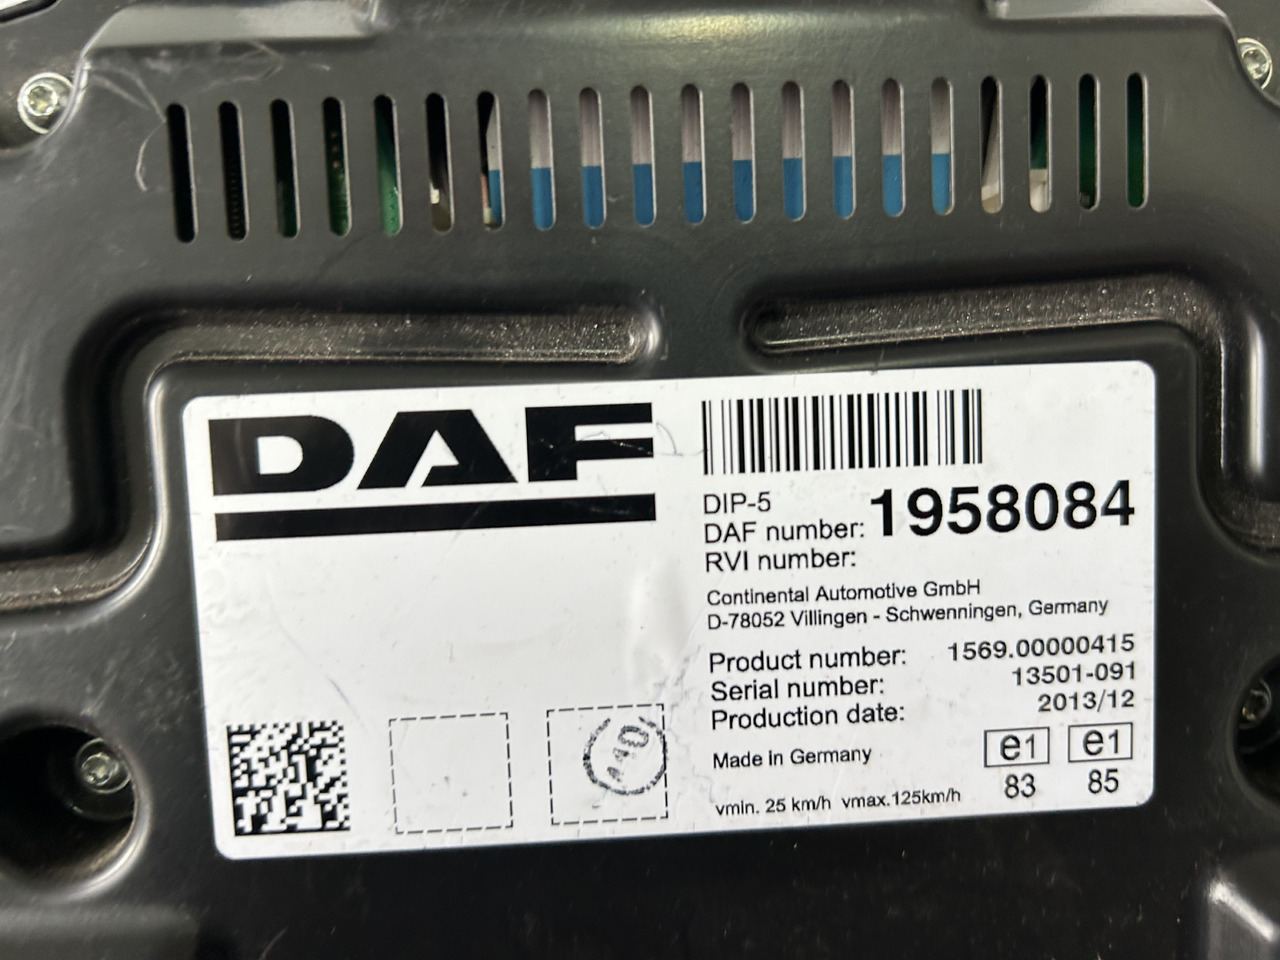 DAF
DIP-5
DAF number: 1958084
RVI number:
Continental Automotive GmbH
D-78052 Villingen - Schwenningen, Germany
Product number: 1569.00000415
Serial number: 13501-091
Production date: 2013/12
Made in Germany
e1 e1
83 85
vmin. 25 km/h vmax.125km/h